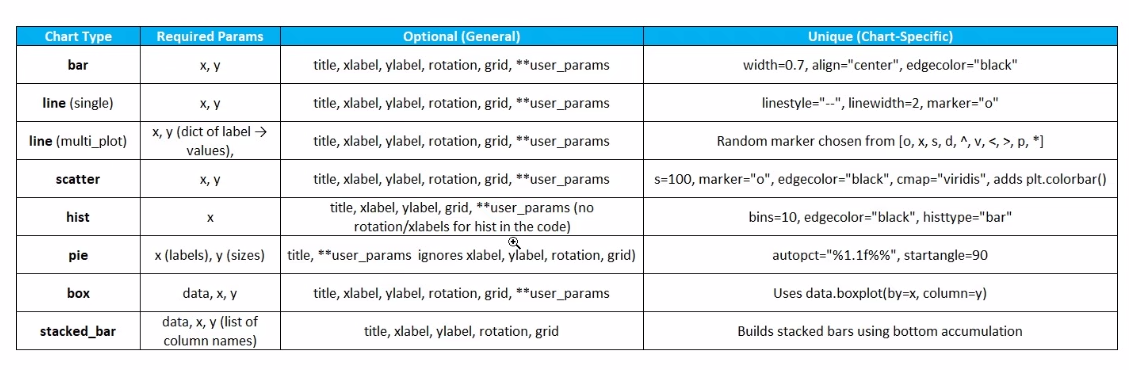 Chart Type Required Params Optional (General) Unique (Chart-Specific)
bar x, y title, xlabel, ylabel, rotation, grid, **user_params width=0.7, align="center", edgecolor="black"
line (single) x, y title, xlabel, ylabel, rotation, grid, **user_params linestyle="--", linewidth=2, marker="o"
line (multi_plot) x, y (dict of label → values), title, xlabel, ylabel, rotation, grid, **user_params Random marker chosen from [o, x, s, d, ^, v, <, >, p, *]
scatter x, y title, xlabel, ylabel, rotation, grid, **user_params s=100, marker="o", edgecolor="black", cmap="viridis", adds plt.colorbar()
hist x title, xlabel, ylabel, grid, **user_params (no rotation/xlabels for hist in the code) bins=10, edgecolor="black", histtype="bar"
pie x (labels), y (sizes) title, **user_params ignores xlabel, ylabel, rotation, grid) autopct="%1.1f%%", startangle=90
box data, x, y title, xlabel, ylabel, rotation, grid, **user_params Uses data.boxplot(by=x, column=y)
stacked_bar data, x, y (list of column names) title, xlabel, ylabel, rotation, grid Builds stacked bars using bottom accumulation